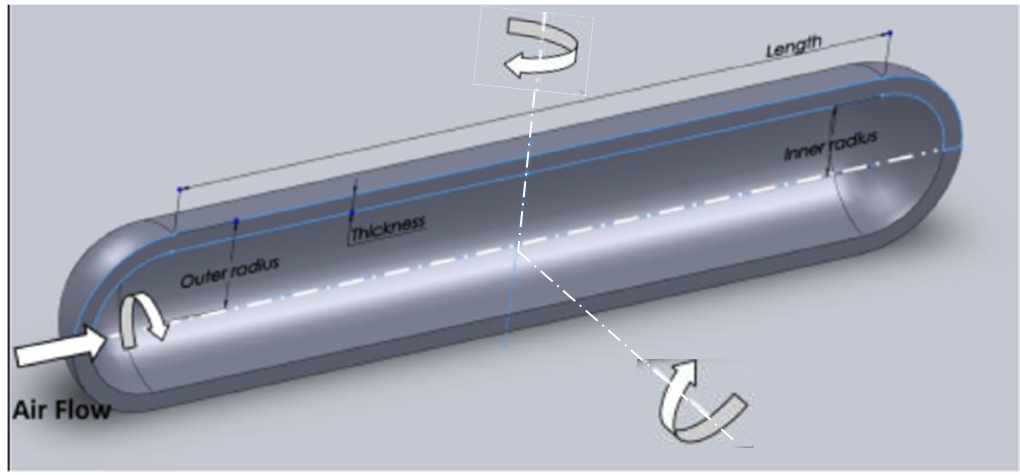 Length
Inner radius
Thickness
Outer radius
Air Flow